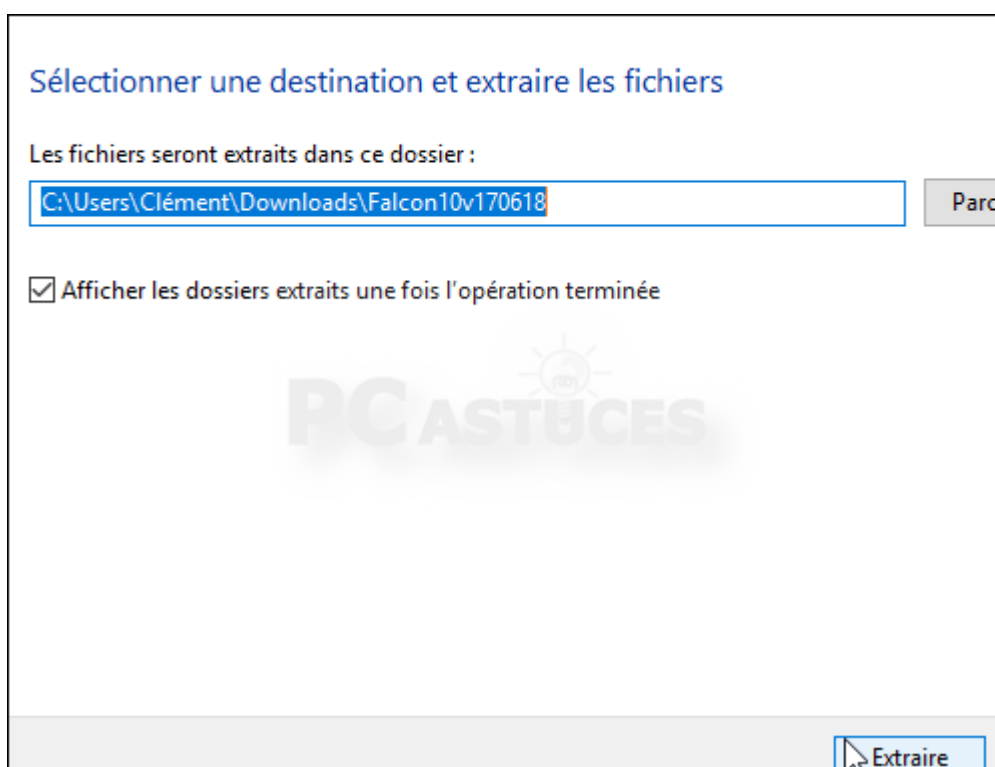 Sélectionner une destination et extraire les fichiers
Les fichiers seront extraits dans ce dossier :
C:\Users\Clément\Downloads\Falcon10v170618
Parc
Afficher les dossiers extraits une fois l'opération terminée
PC ASTUCES
Extraire